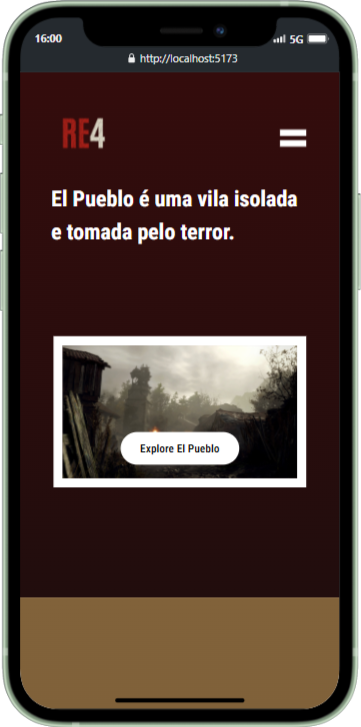 16:00
5G
http://localhost:5173
RE4
El Pueblo é uma vila isolada
e tomada pelo terror.
Explore El Pueblo